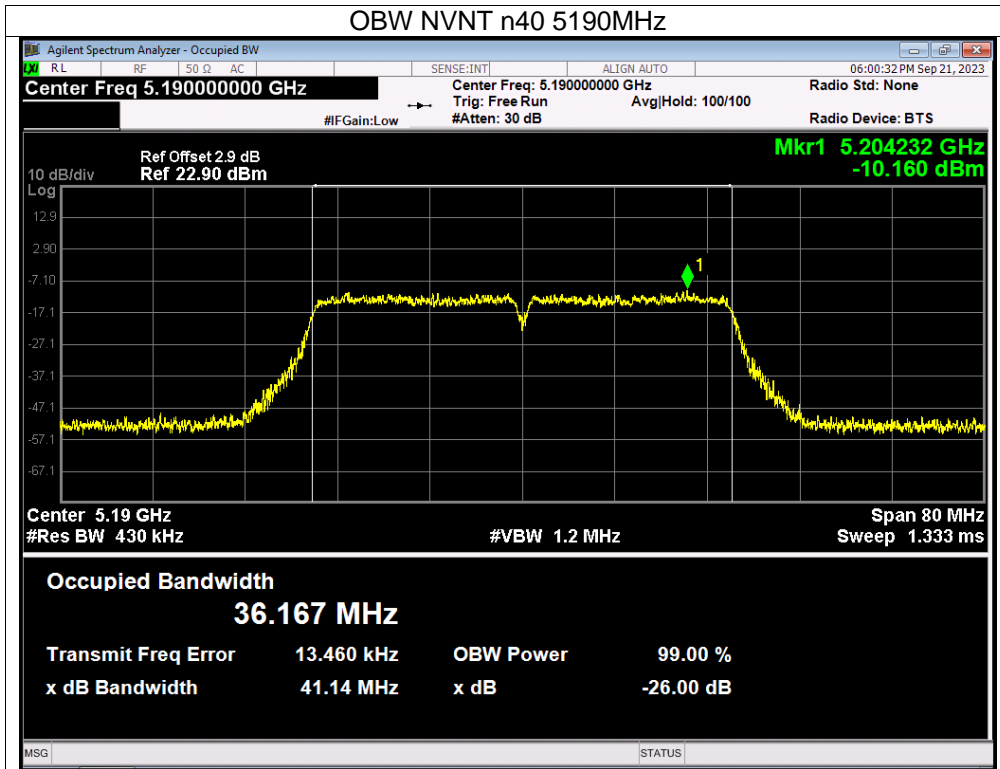 OBW NVNT n40 5190MHz
Agilent Spectrum Analyzer - Occupied BW
LXI RL RF 50 Ω AC SENSE:INT ALIGN AUTO 06:00:32 PM Sep 21, 2023
Center Freq 5.190000000 GHz Center Freq: 5.190000000 GHz Radio Std: None
Trig: Free Run Avg|Hold: 100/100
#IFGain:Low #Atten: 30 dB Radio Device: BTS
Mkr1 5.204232 GHz
-10.160 dBm
Ref Offset 2.9 dB
10 dB/div Ref 22.90 dBm
Log
12.9
2.90
-7.10
1
-17.1
-27.1
-37.1
-47.1
-57.1
-67.1
Center 5.19 GHz Span 80 MHz
#Res BW 430 kHz #VBW 1.2 MHz Sweep 1.333 ms
Occupied Bandwidth
36.167 MHz
Transmit Freq Error 13.460 kHz OBW Power 99.00 %
x dB Bandwidth 41.14 MHz x dB -26.00 dB
MSG STATUS